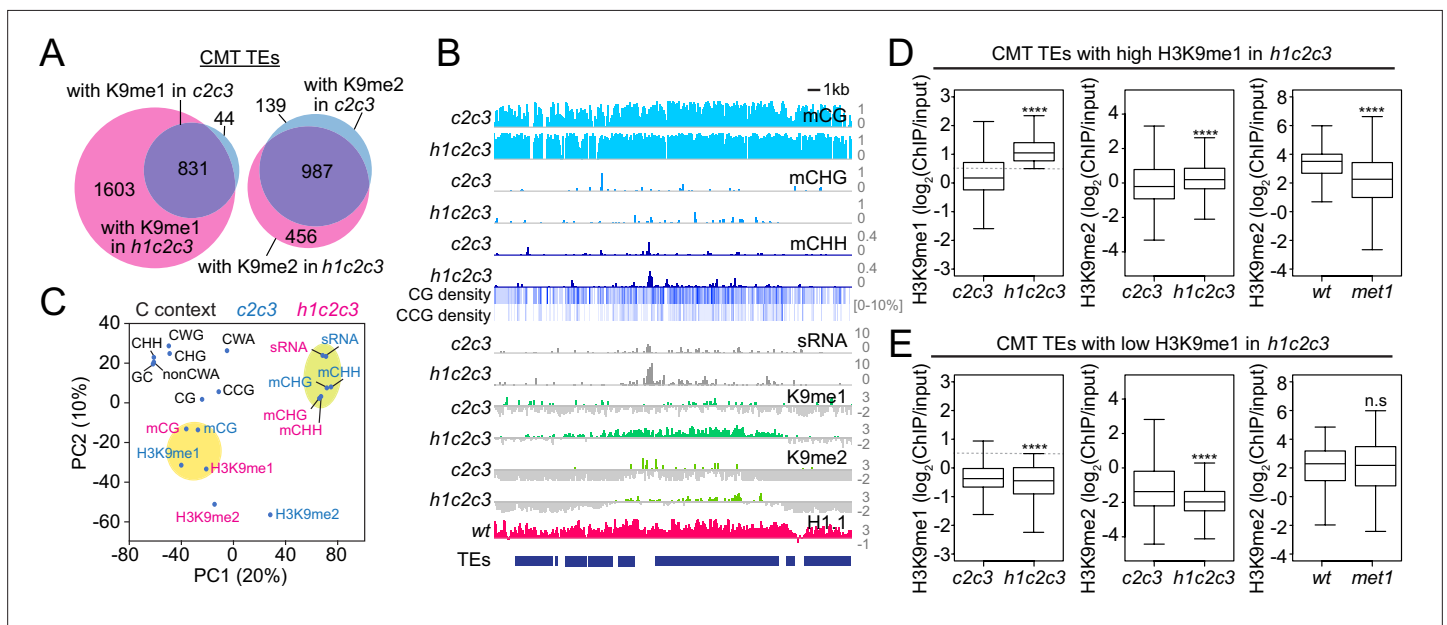 A
CMT TEs
with K9me1 in c2c3
44
139
with K9me2
in c2c3
1603
831
987
with K9me1
in h1c2c3
456
with K9me2 in h1c2c3
B
1kb
c2c3
mCG
1
0
h1c2c3
1
0
c2c3
mCHG
1
0
h1c2c3
1
0
c2c3
mCHH
0.4
0
h1c2c3
0.4
0
CG density
CCG density
[0-10%]
c2c3
sRNA
10
0
h1c2c3
10
0
c2c3
K9me1
3
-2
h1c2c3
3
-2
c2c3
K9me2
3
-2
h1c2c3
3
-2
wt
H1.1
3
-1
TEs
C
C context
c2c3
h1c2c3
40
20
0
-20
-40
-60
PC2 (10%)
CWG
CWA
CHH
CHG
GC
nonCWA
CG
CCG
sRNA
sRNA
mCHG
mCHH
mCHG
mCHH
mCG
mCG
H3K9me1
H3K9me1
H3K9me2
H3K9me2
-80
-40
0
40
80
PC1 (20%)
D
CMT TEs with high H3K9me1 in h1c2c3
H3K9me1 (log2(ChIP/input)
3
2
1
0
-1
-2
-3
****
c2c3
h1c2c3
H3K9me2 (log2(ChIP/input)
4
2
-0
-2
-4
****
c2c3
h1c2c3
H3K9me2 (log2(ChIP/input)
8
6
4
2
-0
-2
-4
****
wt
met1
E
CMT TEs with low H3K9me1 in h1c2c3
H3K9me1 (log2(ChIP/input)
3
2
1
0
-1
-2
-3
****
c2c3
h1c2c3
H3K9me2 (log2(ChIP/input)
4
2
-0
-2
-4
****
c2c3
h1c2c3
H3K9me2 (log2(ChIP/input)
8
6
4
2
-0
-2
-4
n.s
wt
met1